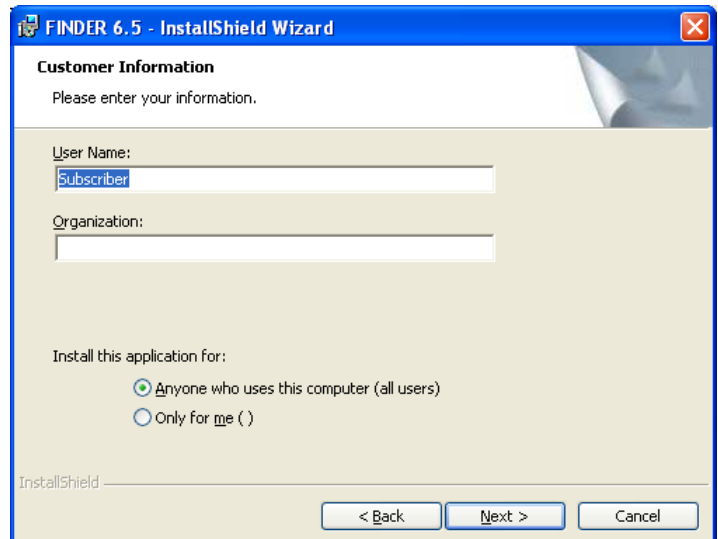 FINDER 6.5 - InstallShield Wizard
Customer Information
Please enter your information.
User Name:
Subscriber
Organization:
Install this application for:
Anyone who uses this computer (all users)
Only for me ( )
InstallShield
< Back Next > Cancel